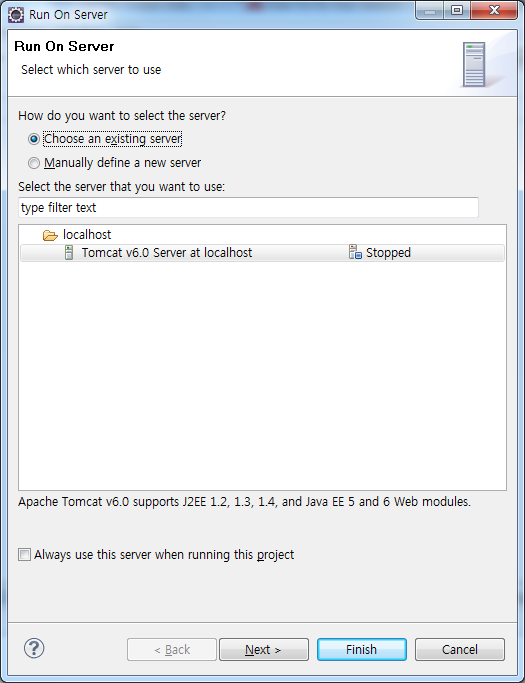 Run On Server
Run On Server
Select which server to use
How do you want to select the server?
Choose an existing server
Manually define a new server
Select the server that you want to use:
type filter text
localhost
Tomcat v6.0 Server at localhost Stopped
Apache Tomcat v6.0 supports J2EE 1.2, 1.3, 1.4, and Java EE 5 and 6 Web modules.
Always use this server when running this project
? < Back Next > Finish Cancel